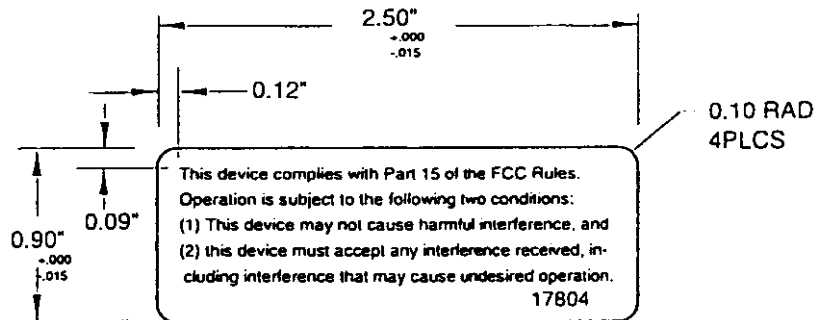 2.50"
+.000
-.015
0.12"
0.10 RAD
4PLCS
This device complies with Part 15 of the FCC Rules.
Operation is subject to the following two conditions:
(1) This device may not cause harmful interference, and
(2) this device must accept any interference received, in-
cluding interference that may cause undesired operation.
17804
0.09"
0.90"
+.000
-.015